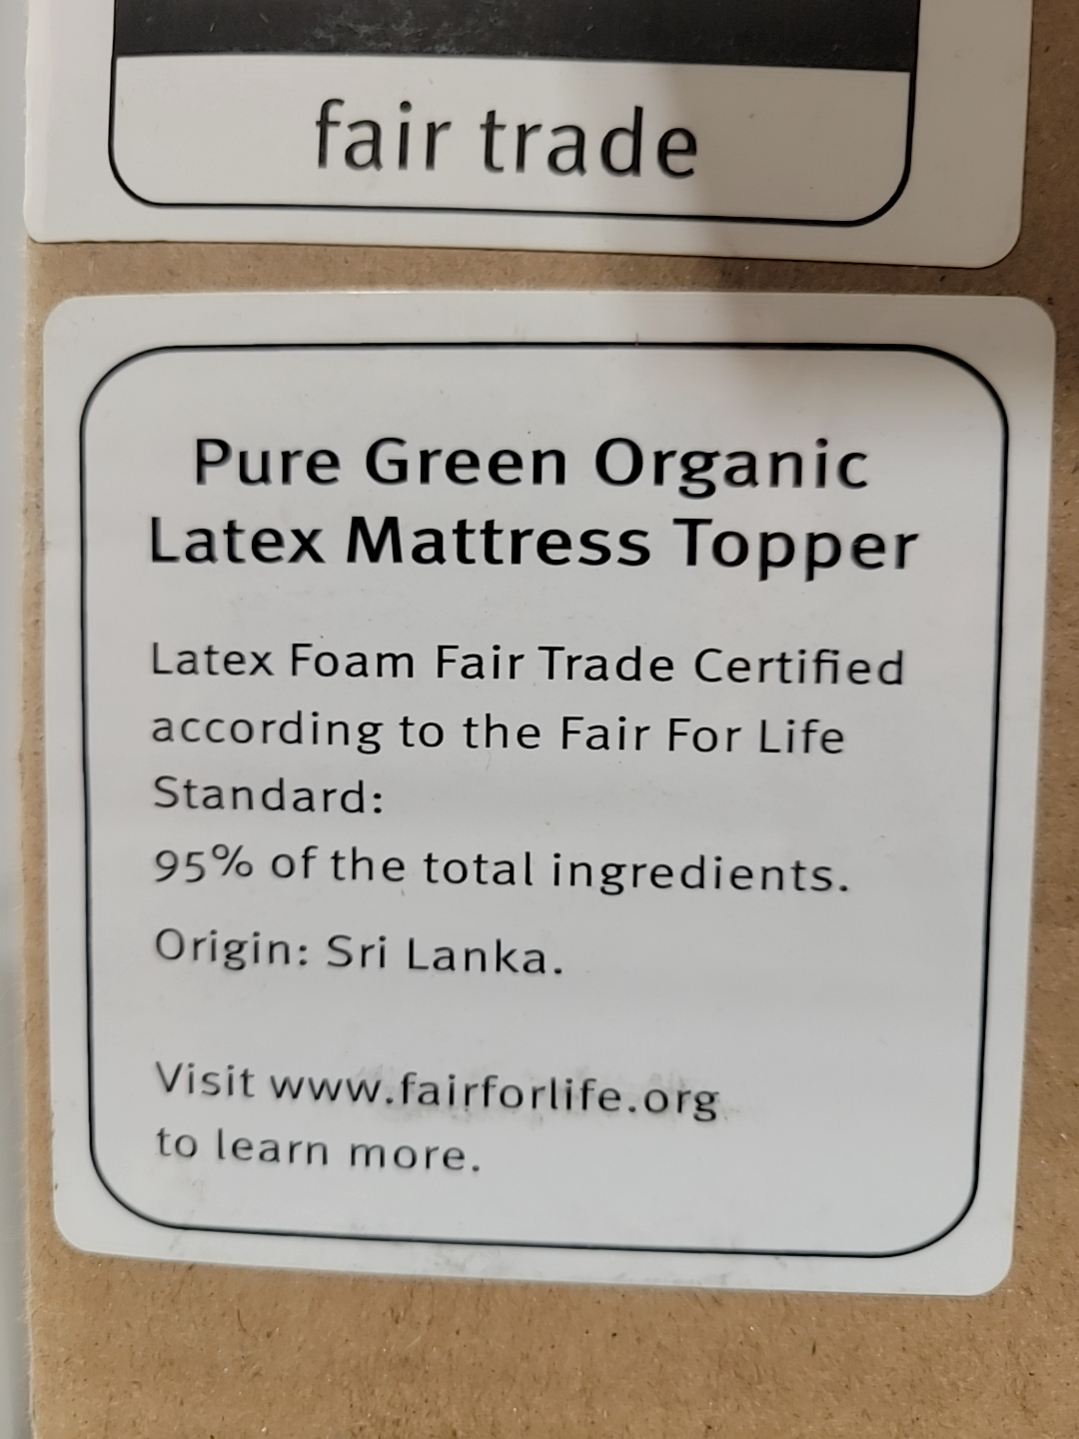 fair trade
Pure Green Organic
Latex Mattress Topper
Latex Foam Fair Trade Certified
according to the Fair For Life
Standard:
95% of the total ingredients.
Origin: Sri Lanka.
Visit www.fairforlife.org
to learn more.